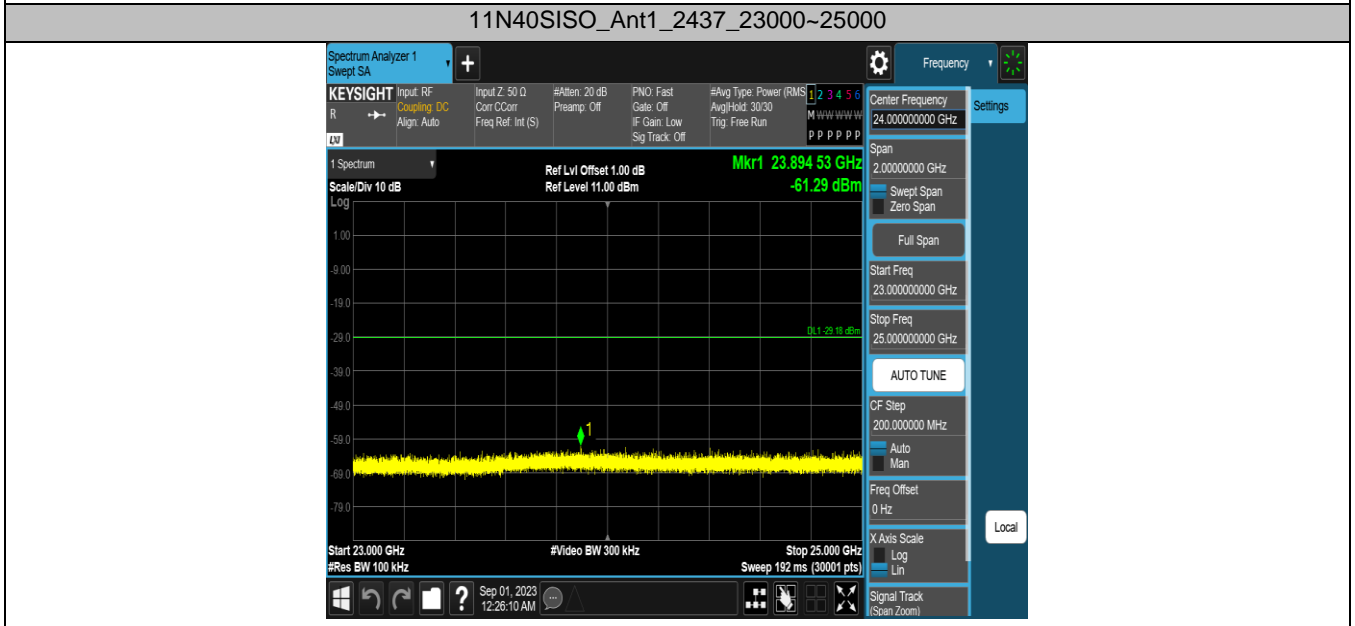 11N40SISO_Ant1_2437_23000~25000
Spectrum Analyzer 1
Swept SA
+
Frequency
KEYSIGHT
R
LXI
Input: RF
Coupling: DC
Align: Auto
Input Z: 50 Ω
Corr CCorr
Freq Ref: Int (S)
#Atten: 20 dB
Preamp: Off
PNO: Fast
Gate: Off
IF Gain: Low
Sig Track: Off
#Avg Type: Power (RMS
Avg|Hold: 30/30
Trig: Free Run
1 2 3 4 5 6
M W W W W W
P P P P P P
1 Spectrum
Scale/Div 10 dB
Log
Ref Lvl Offset 1.00 dB
Ref Level 11.00 dBm
Mkr1 23.894 53 GHz
-61.29 dBm
1.00
-9.00
-19.0
-29.0
-39.0
-49.0
-59.0
-69.0
-79.0
DL1 -29.18 dBm
1
Start 23.000 GHz
#Res BW 100 kHz
#Video BW 300 kHz
Stop 25.000 GHz
Sweep 192 ms (30001 pts)
Center Frequency
24.000000000 GHz
Span
2.00000000 GHz
Swept Span
Zero Span
Full Span
Start Freq
23.000000000 GHz
Stop Freq
25.000000000 GHz
AUTO TUNE
CF Step
200.000000 MHz
Auto
Man
Freq Offset
0 Hz
X Axis Scale
Log
Lin
Signal Track
(Span Zoom)
Settings
Local
?
Sep 01, 2023
12:26:10 AM